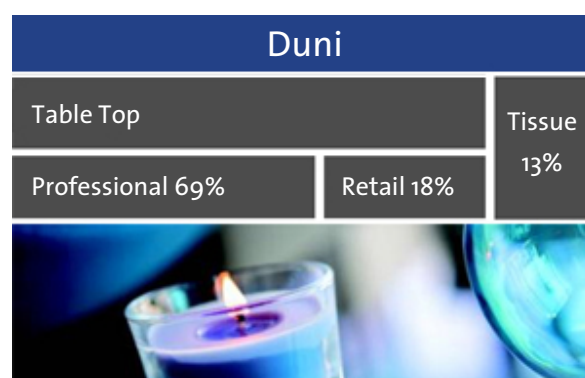 Duni
Table Top
Tissue
13%
Professional 69%
Retail 18%